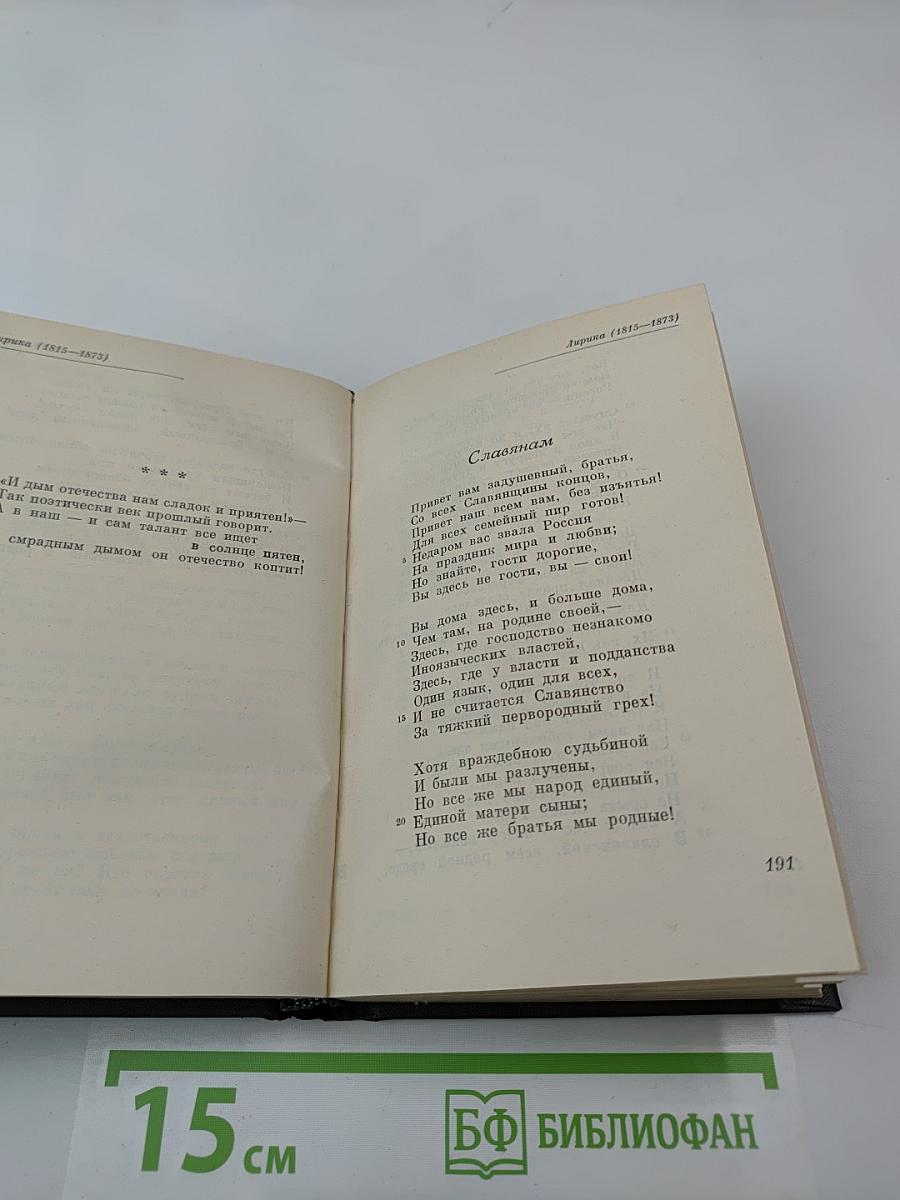 ирика (1815—1873)
* * *
«И дым отечества нам сладок и приятен!»—
Так поэтически век прошлый говорит.
А в наш — и сам талант все ищет
в солнце пятен,
смрадным дымом он отечество коптит!
Лирика (1815—1873)
Славянам
Привет вам задушевный, братья,
Со всех Славянщины концов,
Привет наш всем вам, без изъятья!
Для всех семейный пир готов!
5 Недаром вас звала Россия
На праздник мира и любви;
Но знайте, гости дорогие,
Вы здесь не гости, вы — свои!
Вы дома здесь, и больше дома,
10 Чем там, на родине своей,—
Здесь, где господство незнакомо
Иноязыческих властей,
Здесь, где у власти и подданства
Один язык, один для всех,
15 И не считается Славянство
За тяжкий первородный грех!
Хотя враждебною судьбиной
И были мы разлучены,
Но все же мы народ единый,
20 Единой матери сыны;
Но все же братья мы родные!
191
15 см
БФ БИБЛИОФАН